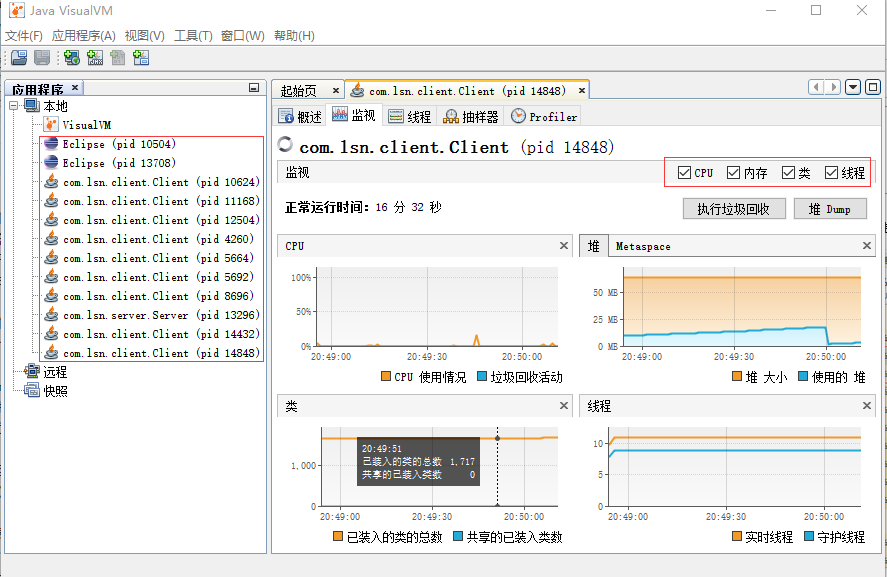 Java VisualVM
文件(F) 应用程序(A) 视图(V) 工具(T) 窗口(W) 帮助(H)
应用程序
本地
VisualVM
Eclipse (pid 10504)
Eclipse (pid 13708)
com.lsn.client.Client (pid 10624)
com.lsn.client.Client (pid 11168)
com.lsn.client.Client (pid 12504)
com.lsn.client.Client (pid 4260)
com.lsn.client.Client (pid 5664)
com.lsn.client.Client (pid 5692)
com.lsn.client.Client (pid 8696)
com.lsn.server.Server (pid 13296)
com.lsn.client.Client (pid 14432)
com.lsn.client.Client (pid 14848)
远程
快照
起始页 com.lsn.client.Client (pid 14848)
概述 监视 线程 抽样器 Profiler
com.lsn.client.Client (pid 14848)
监视 CPU 内存 类 线程
正常运行时间: 16 分 32 秒 执行垃圾回收 堆 Dump
CPU
100%
50%
0%
20:49:00 20:49:30 20:50:00
CPU 使用情况 垃圾回收活动
堆 Metaspace
50 MB
25 MB
0 MB
20:49:00 20:49:30 20:50:00
堆 大小 使用的 堆
类
1,000
0
20:49:51
已装入的类的总数 1,717
共享的已装入类数 0
20:49:00 20:49:30 20:50:00
已装入的类的总数 共享的已装入类数
线程
10
5
0
20:49:00 20:49:30 20:50:00
实时线程 守护线程